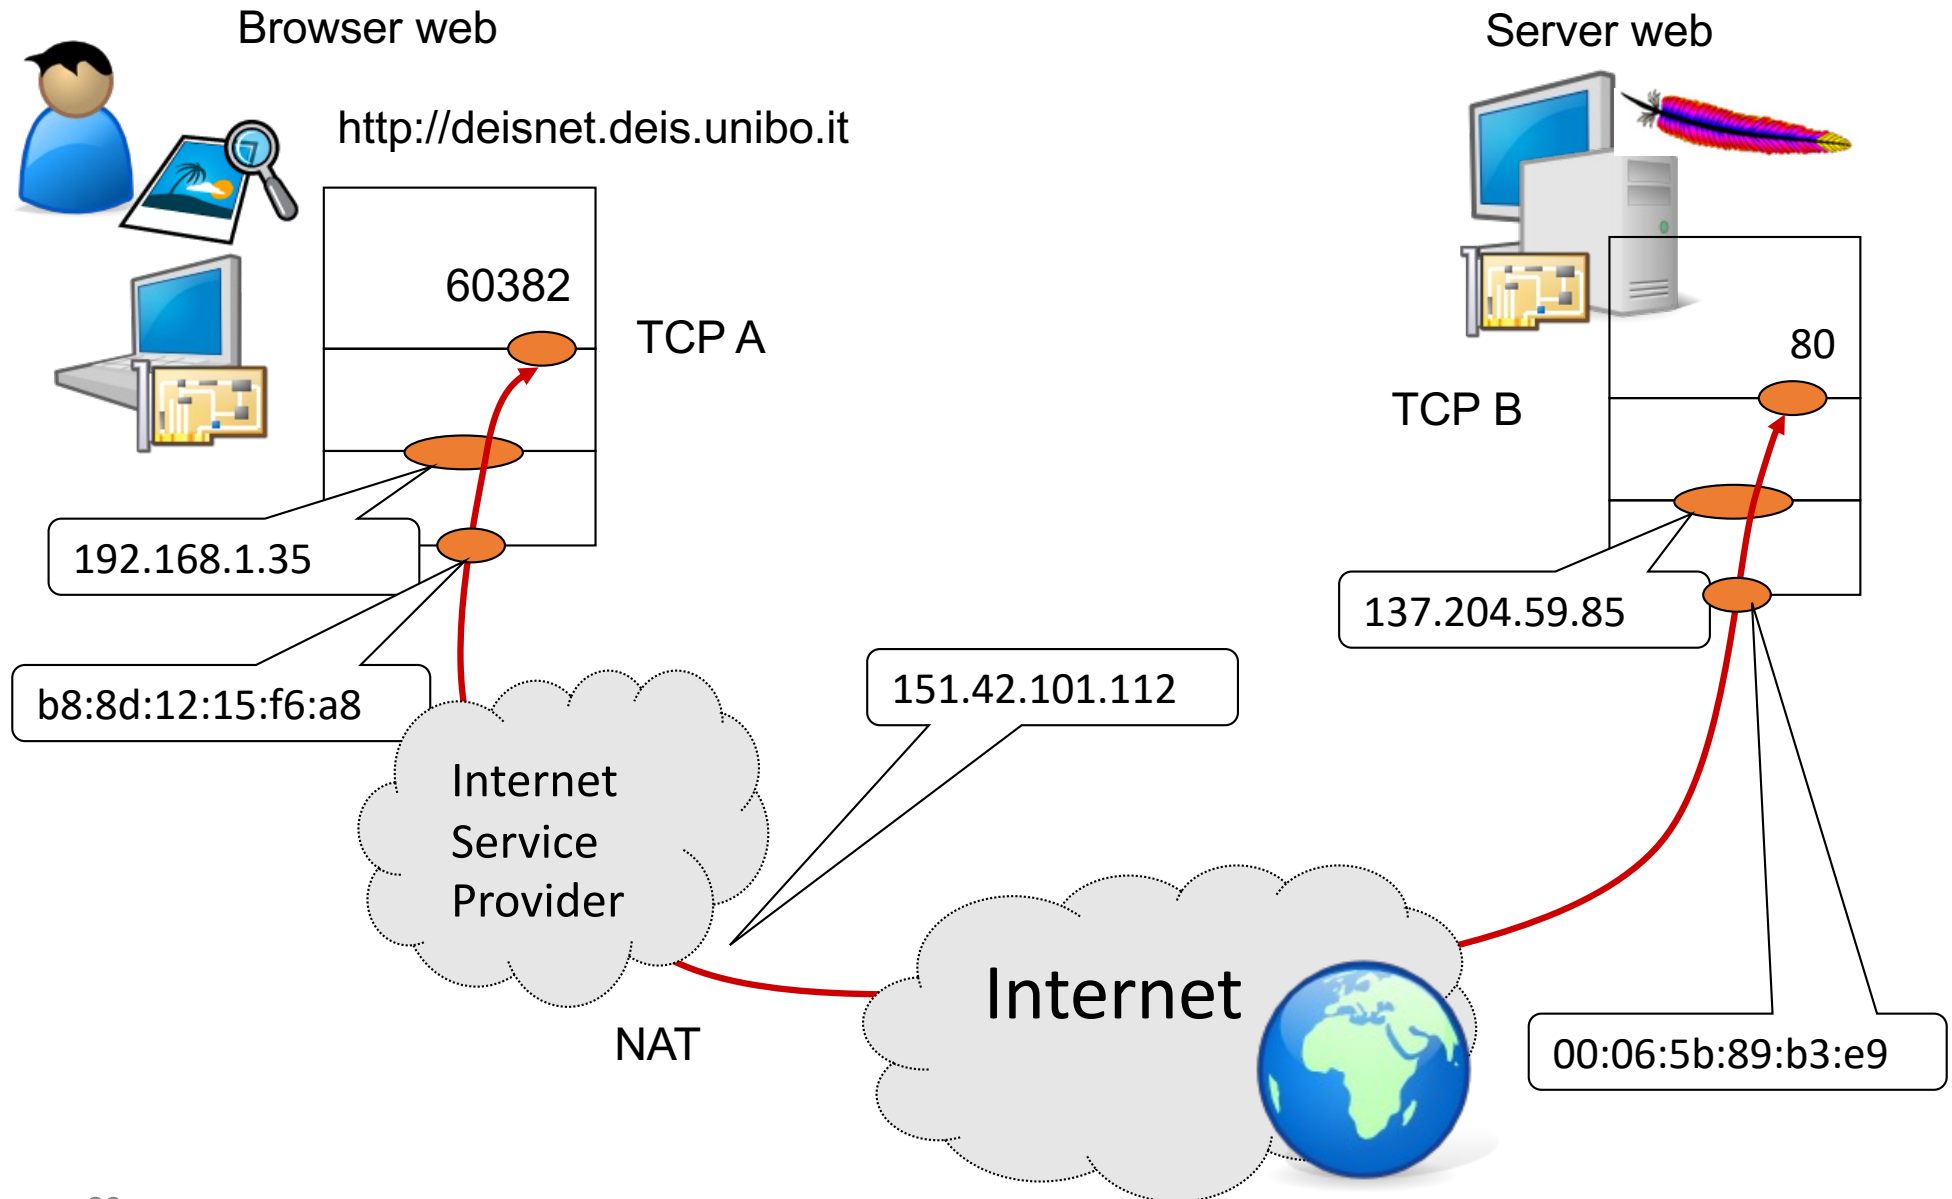 Browser web
Server web
http://deisnet.deis.unibo.it
60382
TCP A
80
TCP B
192.168.1.35
137.204.59.85
b8:8d:12:15:f6:a8
151.42.101.112
Internet
Service
Provider
Internet
NAT
00:06:5b:89:b3:e9